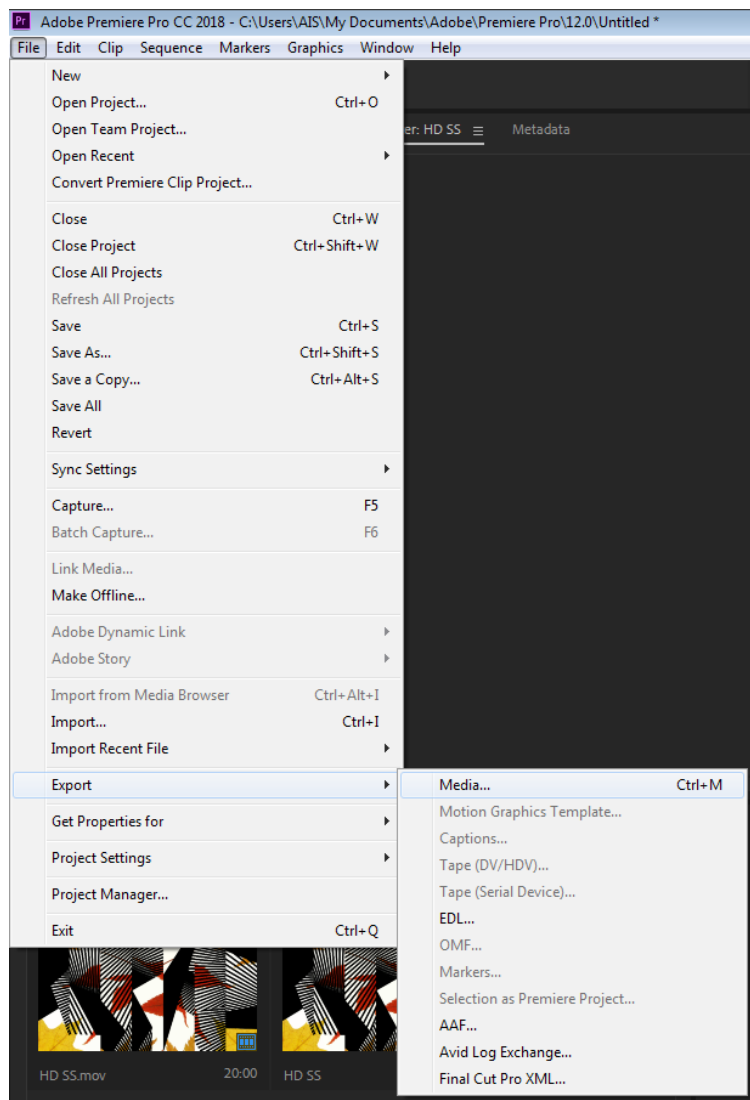 Pr Adobe Premiere Pro CC 2018 - C:\Users\AIS\My Documents\Adobe\Premiere Pro\12.0\Untitled *
File Edit Clip Sequence Markers Graphics Window Help
er: HD SS Metadata
New
Open Project... Ctrl+O
Open Team Project...
Open Recent
Convert Premiere Clip Project...
Close Ctrl+W
Close Project Ctrl+Shift+W
Close All Projects
Refresh All Projects
Save Ctrl+S
Save As... Ctrl+Shift+S
Save a Copy... Ctrl+Alt+S
Save All
Revert
Sync Settings
Capture... F5
Batch Capture... F6
Link Media...
Make Offline...
Adobe Dynamic Link
Adobe Story
Import from Media Browser Ctrl+Alt+I
Import... Ctrl+I
Import Recent File
Export
Get Properties for
Project Settings
Project Manager...
Exit Ctrl+Q
Media... Ctrl+M
Motion Graphics Template...
Captions...
Tape (DV/HDV)...
Tape (Serial Device)...
EDL...
OMF...
Markers...
Selection as Premiere Project...
AAF...
Avid Log Exchange...
Final Cut Pro XML...
HD SS.mov 20:00 HD SS